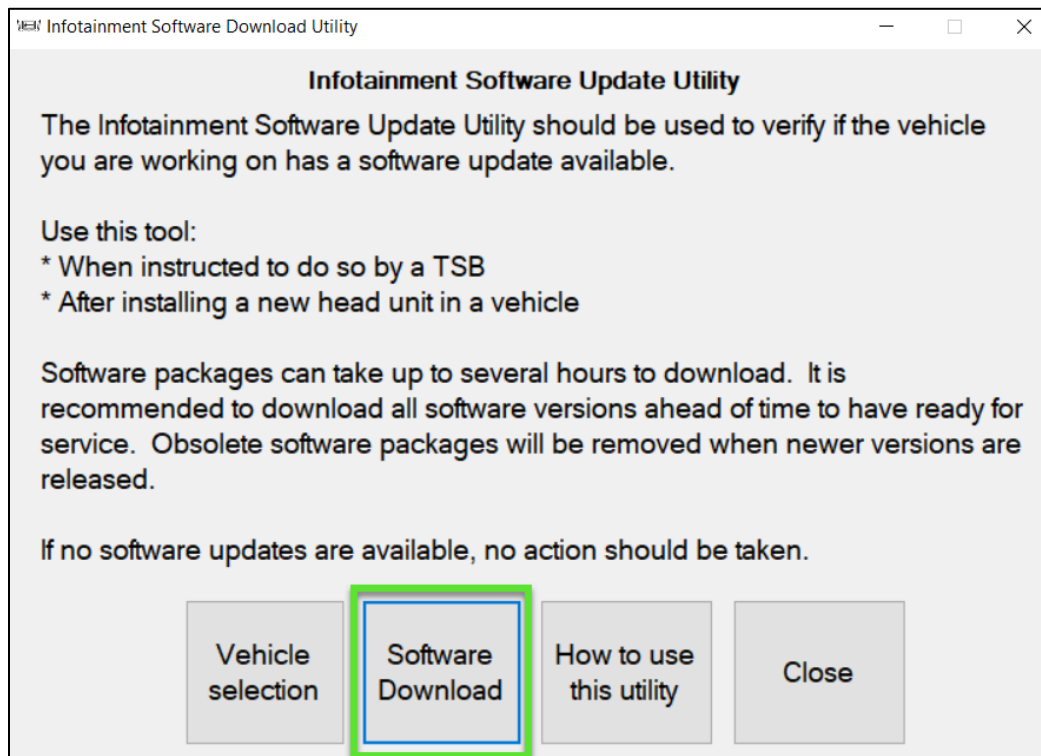 Infotainment Software Download Utility
Infotainment Software Update Utility
The Infotainment Software Update Utility should be used to verify if the vehicle
you are working on has a software update available.
Use this tool:
* When instructed to do so by a TSB
* After installing a new head unit in a vehicle
Software packages can take up to several hours to download.  It is
recommended to download all software versions ahead of time to have ready for
service.  Obsolete software packages will be removed when newer versions are
released.
If no software updates are available, no action should be taken.
Vehicle
selection
Software
Download
How to use
this utility
Close